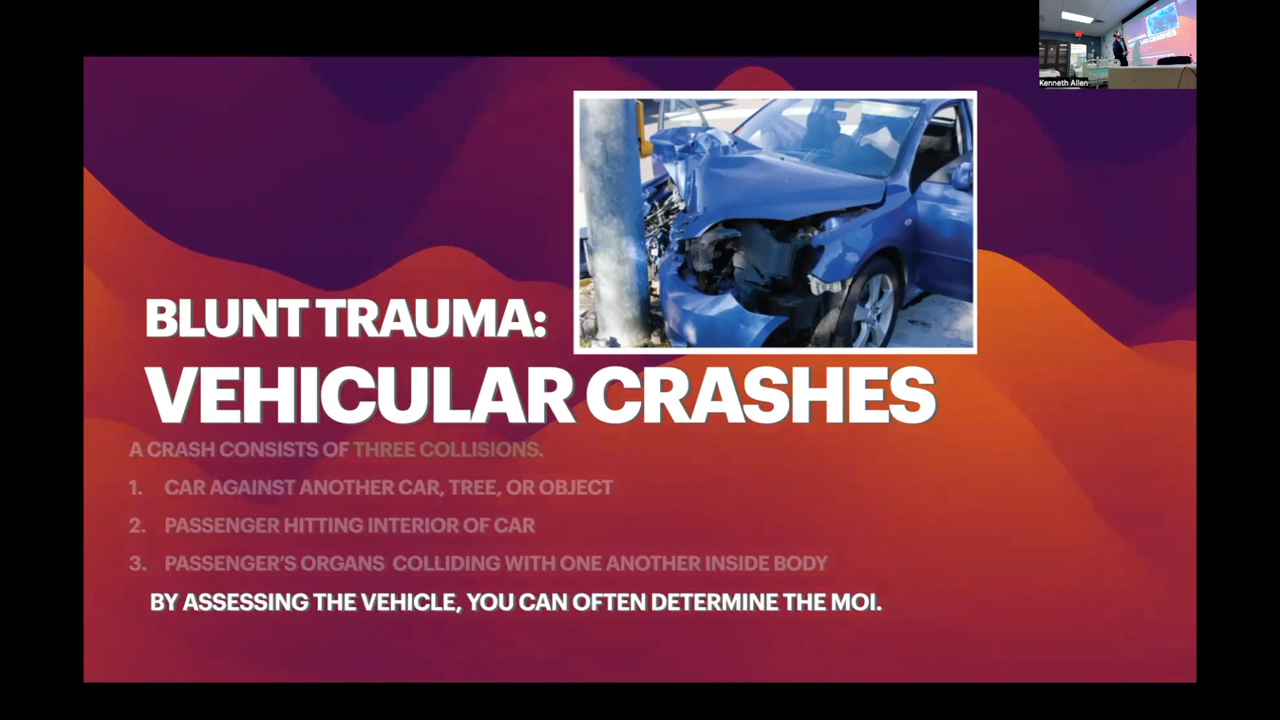 Kenneth Allen
BLUNT TRAUMA:
VEHICULAR CRASHES
A CRASH CONSISTS OF THREE COLLISIONS.
1. CAR AGAINST ANOTHER CAR, TREE, OR OBJECT
2. PASSENGER HITTING INTERIOR OF CAR
3. PASSENGER'S ORGANS COLLIDING WITH ONE ANOTHER INSIDE BODY
BY ASSESSING THE VEHICLE, YOU CAN OFTEN DETERMINE THE MOI.